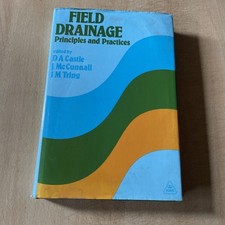 FIELD
DRAINAGE
Principles and Practices
edited by
D A Castle
J McCunnall
I M Tring